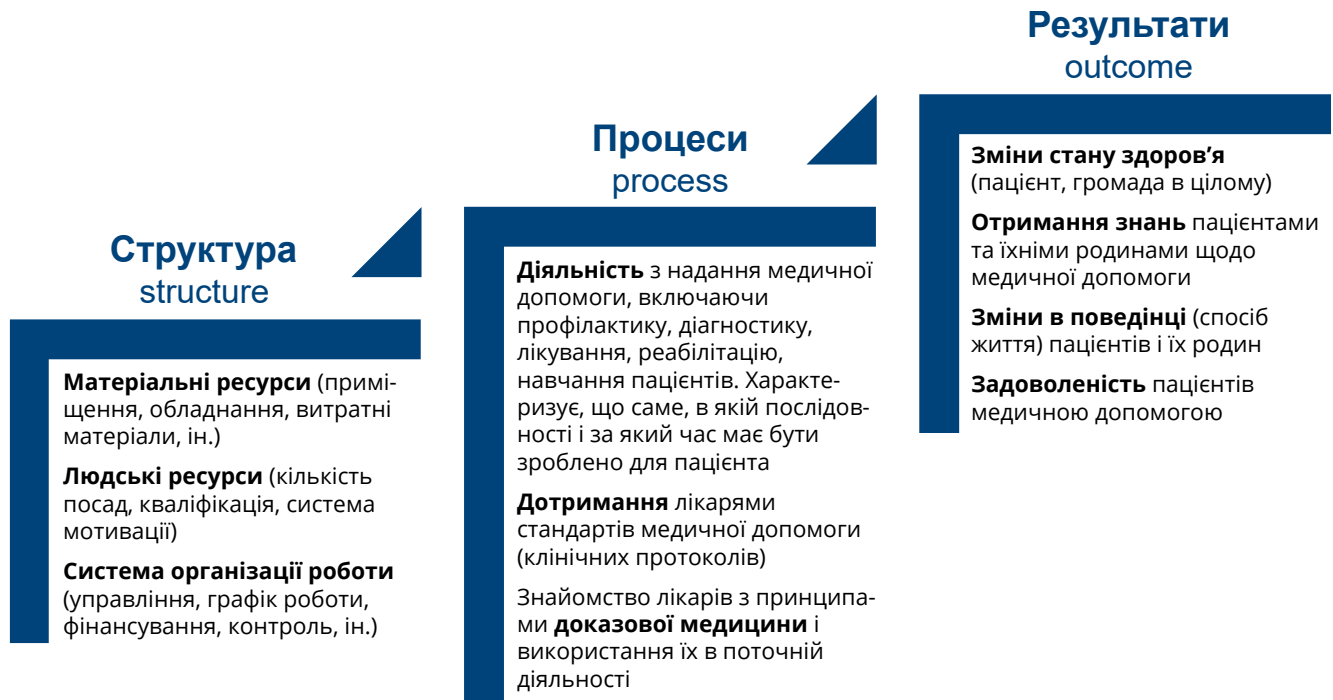 Структура
structure
Матеріальні ресурси (примі-
щення, обладнання, витратні
матеріали, ін.)
Людські ресурси (кількість
посад, кваліфікація, система
мотивації)
Система організації роботи
(управління, графік роботи,
фінансування, контроль, ін.)
Процеси
process
Діяльність з надання медичної
допомоги, включаючи
профілактику, діагностику,
лікування, реабілітацію,
навчання пацієнтів. Характе-
ризує, що саме, в якій послідов-
ності і за який час має бути
зроблено для пацієнта
Дотримання лікарями
стандартів медичної допомоги
(клінічних протоколів)
Знайомство лікарів з принципа-
ми доказової медицини і
використання їх в поточній
діяльності
Результати
outcome
Зміни стану здоров’я
(пацієнт, громада в цілому)
Отримання знань пацієнтами
та їхніми родинами щодо
медичної допомоги
Зміни в поведінці (спосіб
життя) пацієнтів і їх родин
Задоволеність пацієнтів
медичною допомогою